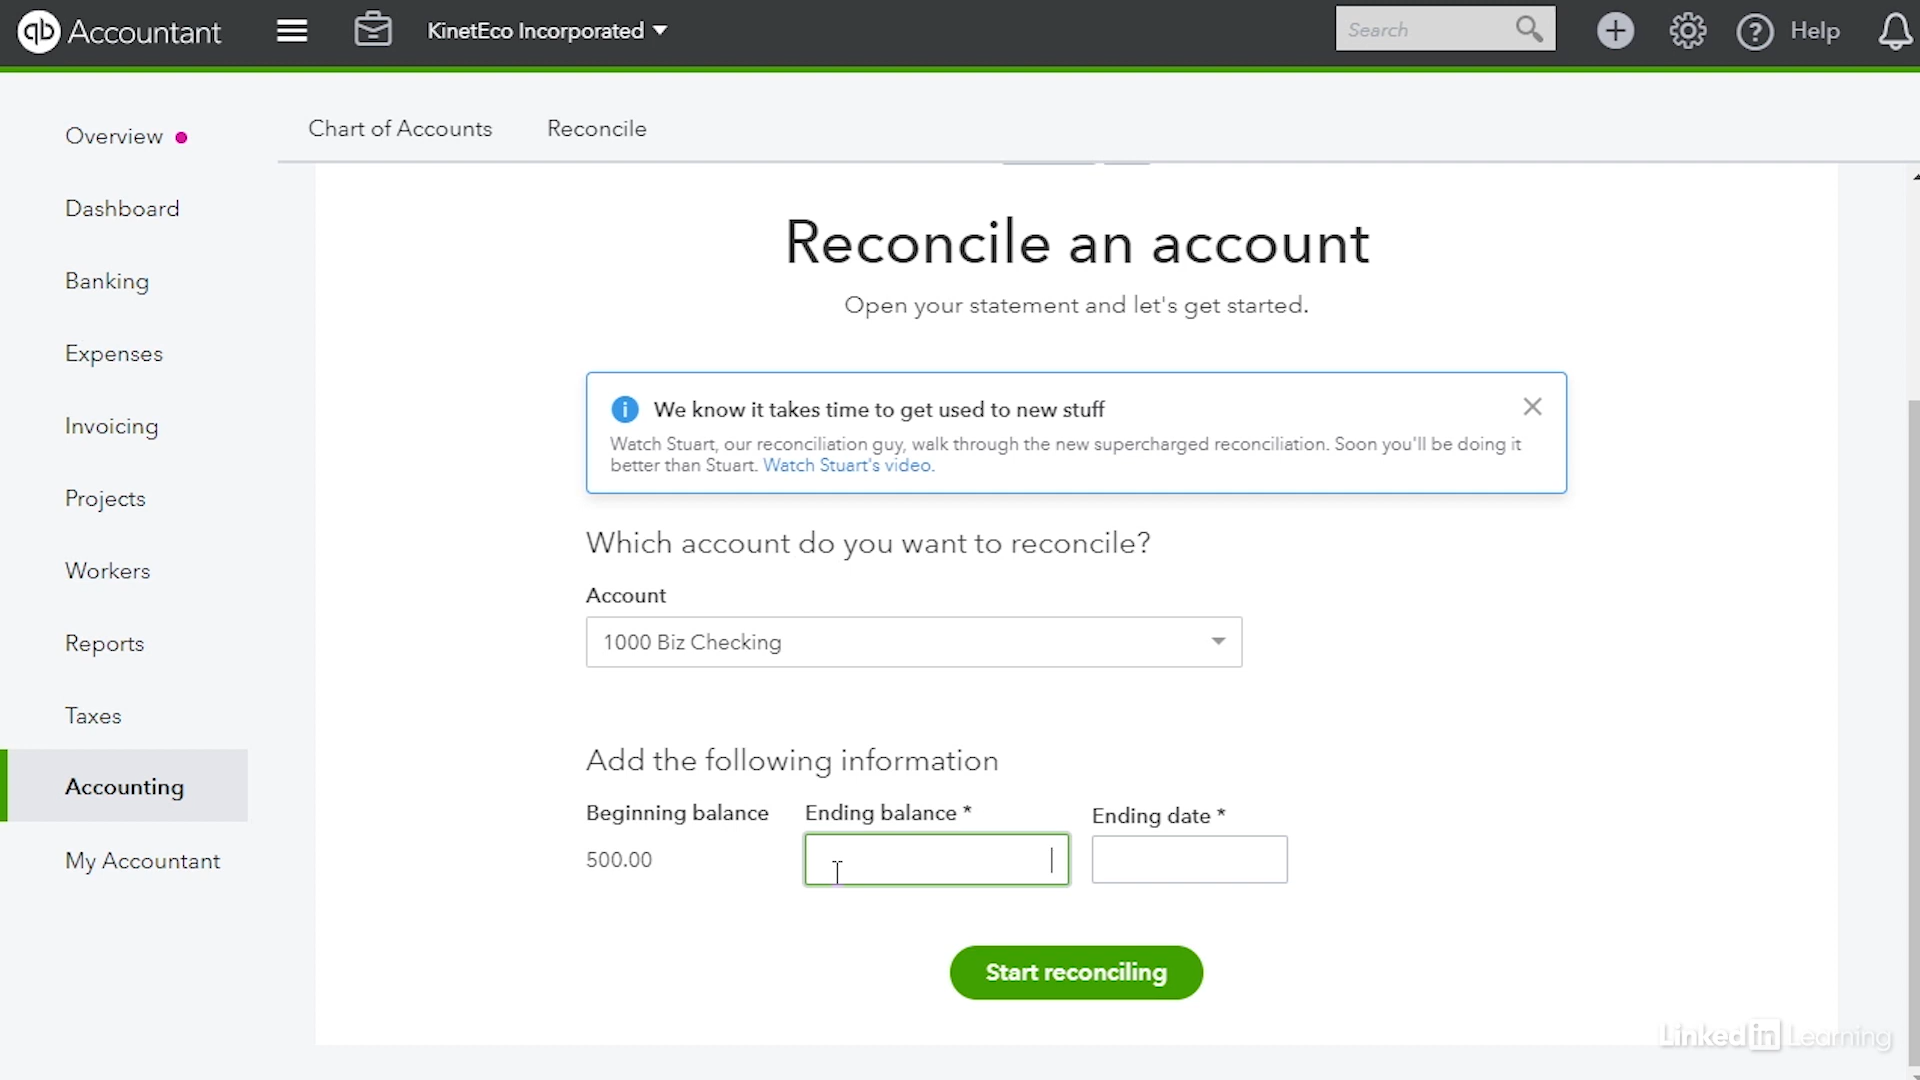 qb Accountant
KinetEco Incorporated
Search
Help
Overview
Dashboard
Banking
Expenses
Invoicing
Projects
Workers
Reports
Taxes
Accounting
My Accountant
Chart of Accounts
Reconcile
Reconcile an account
Open your statement and let's get started.
We know it takes time to get used to new stuff
Watch Stuart, our reconciliation guy, walk through the new supercharged reconciliation. Soon you'll be doing it
better than Stuart. Watch Stuart's video.
Which account do you want to reconcile?
Account
1000 Biz Checking
Add the following information
Beginning balance
Ending balance *
Ending date *
500.00
Start reconciling
LinkedIn Learning